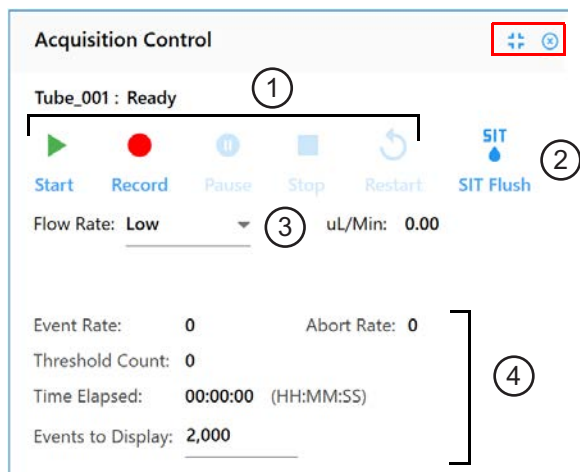 Acquisition Control
Tube_001 : Ready
1
SIT
2
Start Record Pause Stop Restart SIT Flush
Flow Rate: Low 3 uL/Min: 0.00
Event Rate: 0 Abort Rate: 0
Threshold Count: 0
4
Time Elapsed: 00:00:00 (HH:MM:SS)
Events to Display: 2,000